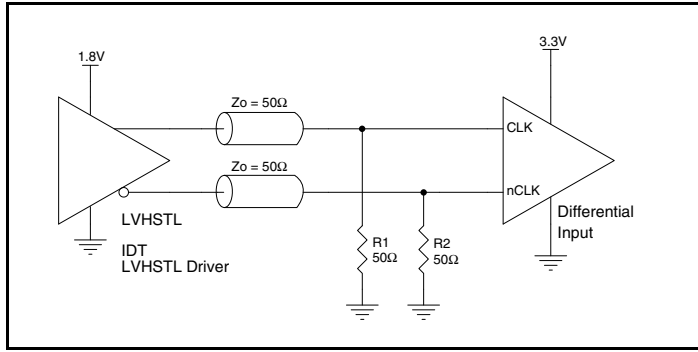 1.8V
3.3V
Zo = 50Ω
CLK
Zo = 50Ω
nCLK
LVHSTL
IDT
LVHSTL Driver
R1
50Ω
R2
50Ω
Differential
Input